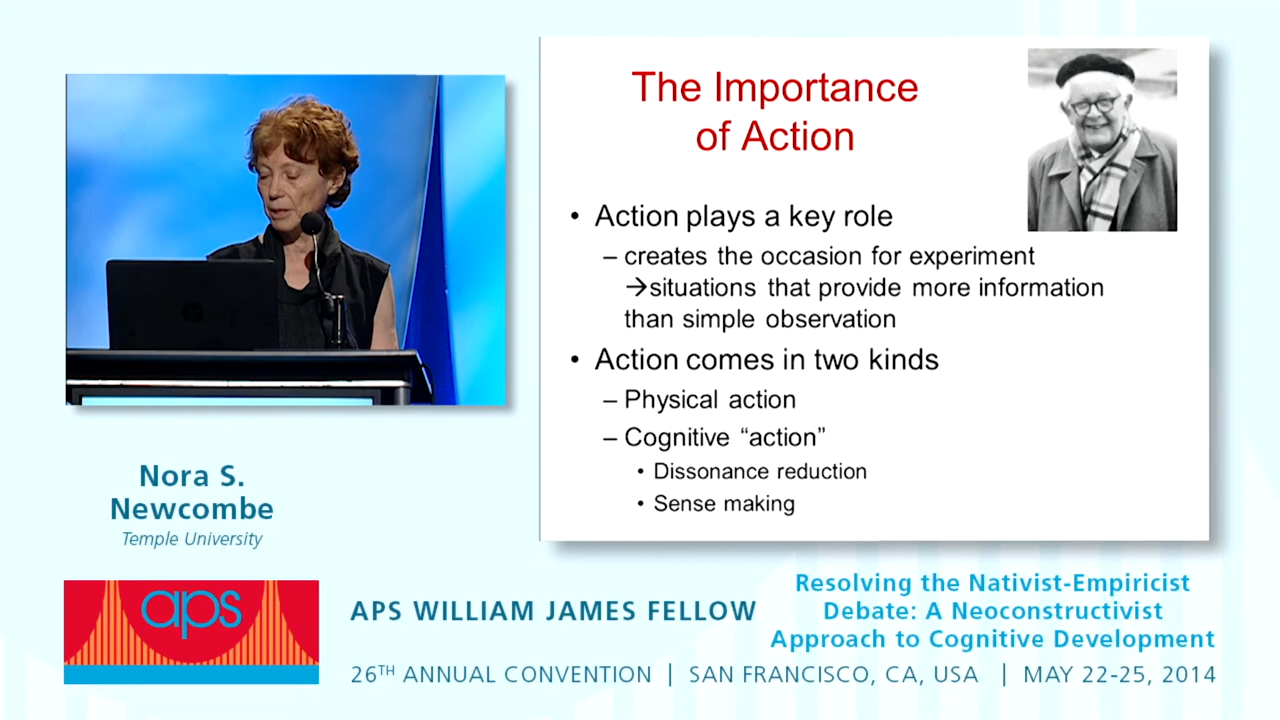 The Importance
of Action
• Action plays a key role
– creates the occasion for experiment
→situations that provide more information
than simple observation
• Action comes in two kinds
– Physical action
– Cognitive “action”
• Dissonance reduction
• Sense making
Nora S.
Newcombe
Temple University
aps
APS WILLIAM JAMES FELLOW
Resolving the Nativist-Empiricist
Debate: A Neoconstructivist
Approach to Cognitive Development
26TH ANNUAL CONVENTION | SAN FRANCISCO, CA, USA | MAY 22-25, 2014